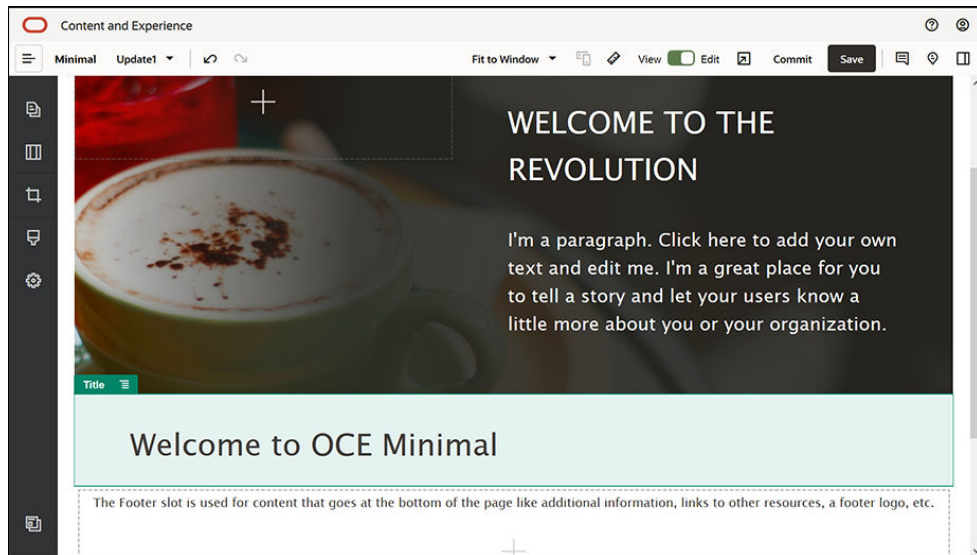 Content and Experience
Minimal Update1 Fit to Window View Edit Commit Save
WELCOME TO THE
REVOLUTION
I'm a paragraph. Click here to add your own
text and edit me. I'm a great place for you
to tell a story and let your users know a
little more about you or your organization.
Title
Welcome to OCE Minimal
The Footer slot is used for content that goes at the bottom of the page like additional information, links to other resources, a footer logo, etc.